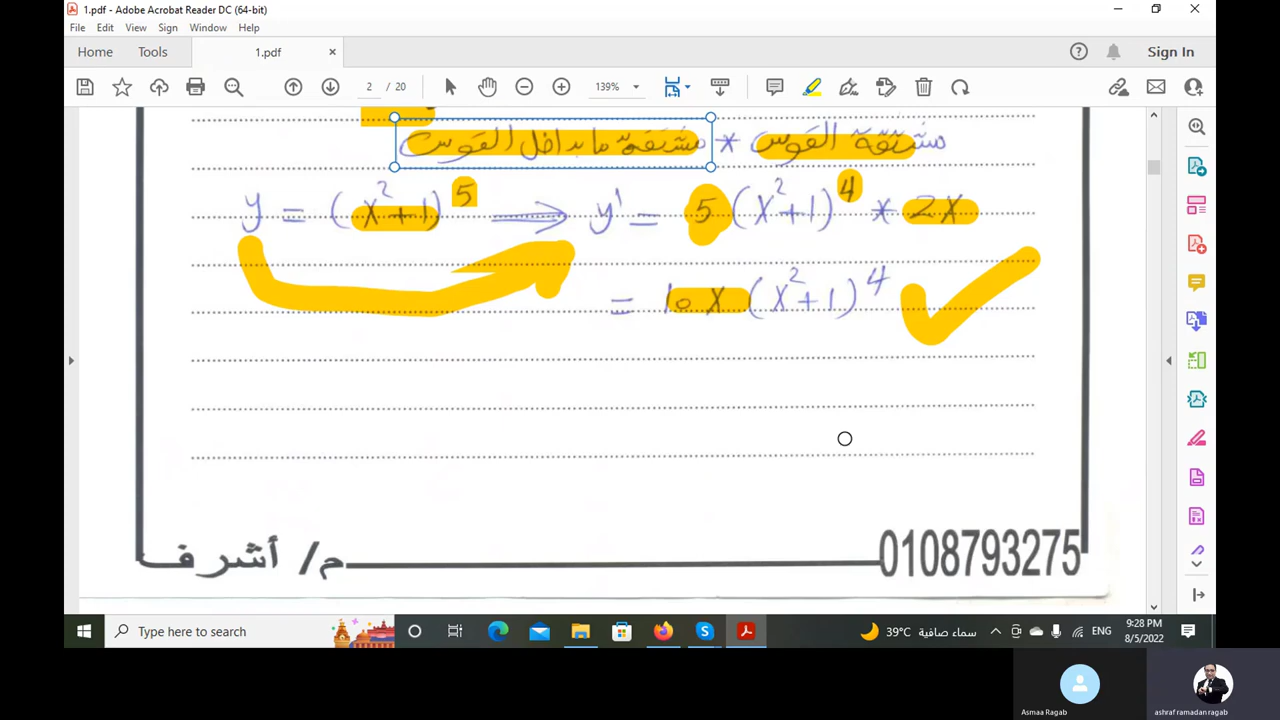 1.pdf - Adobe Acrobat Reader DC (64-bit)
File Edit View Sign Window Help
Home Tools 1.pdf × Sign In
2 / 20 139%
مشتقة القوس * مشتقة ما بداخل القوس
y = (x²+1)⁵ ⟹ y' = 5(x²+1)⁴ * 2x
= 10x(x²+1)⁴
م/ أشرف 0108793275
Type here to search 39°C سماء صافية ENG 9:28 PM
8/5/2022
Asmaa Ragab ashraf ramadan ragab